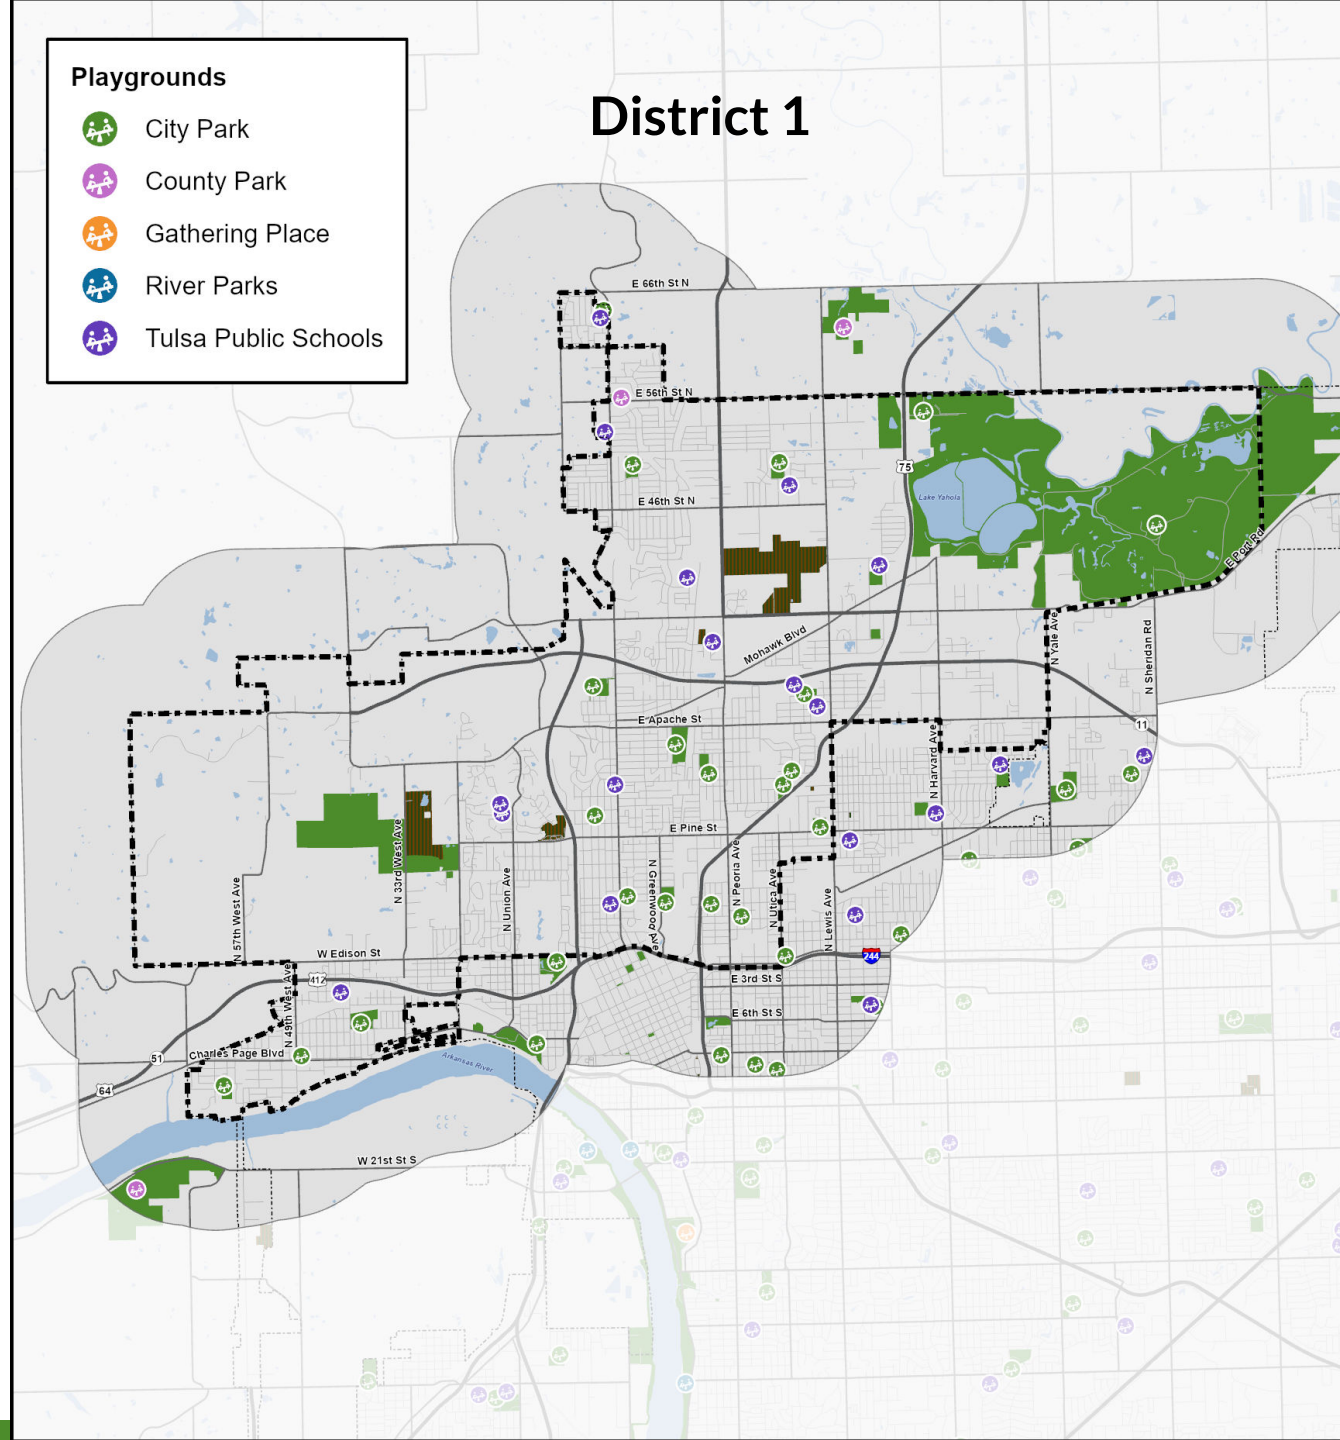 Playgrounds
City Park
County Park
Gathering Place
River Parks
Tulsa Public Schools
District 1
E 66th St N
E 56th St N
75
Lake Yahola
E 46th St N
E Port Rd
Mohawk Blvd
N Yale Ave
N Sheridan Rd
E Apache St
11
N Harvard Ave
E Pine St
N 33rd West Ave
N Union Ave
N Greenwood Ave
N Peoria Ave
N Utica Ave
N Lewis Ave
N 57th West Ave
W Edison St
244
412
E 3rd St S
N 49th West Ave
E 6th St S
51
Charles Page Blvd
Arkansas River
64
W 21st St S